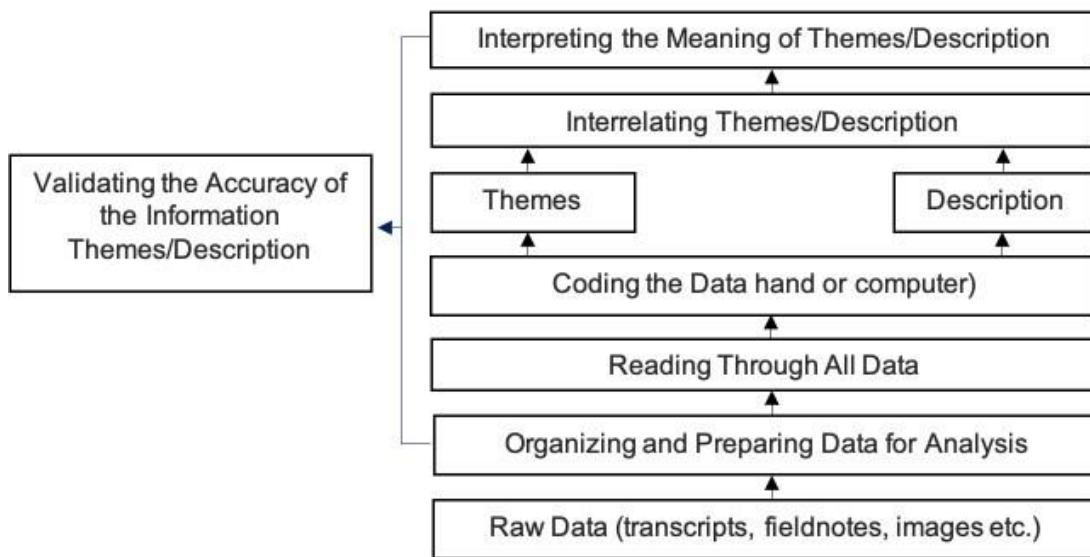 Interpreting the Meaning of Themes/Description
Interrelating Themes/Description
Validating the Accuracy of
the Information
Themes/Description
Themes
Description
Coding the Data hand or computer)
Reading Through All Data
Organizing and Preparing Data for Analysis
Raw Data (transcripts, fieldnotes, images etc.)